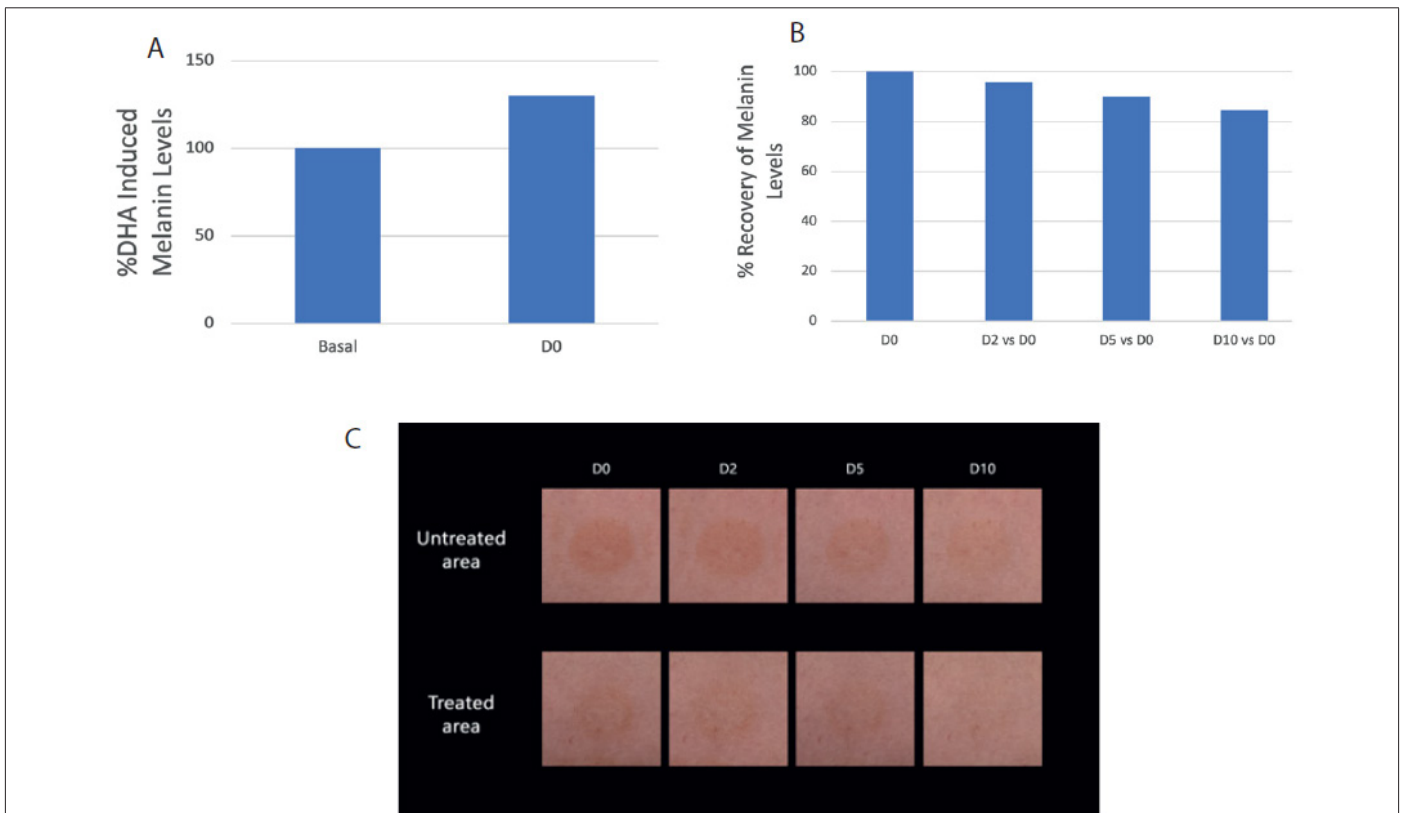 A
%DHA Induced
Melanin Levels
150
100
50
0
Basal
D0
B
% Recovery of Melanin
Levels
100
80
60
40
20
0
D0
D2 vs D0
D5 vs D0
D10 vs D0
C
D0
D2
D5
D10
Untreated
area
Treated
area